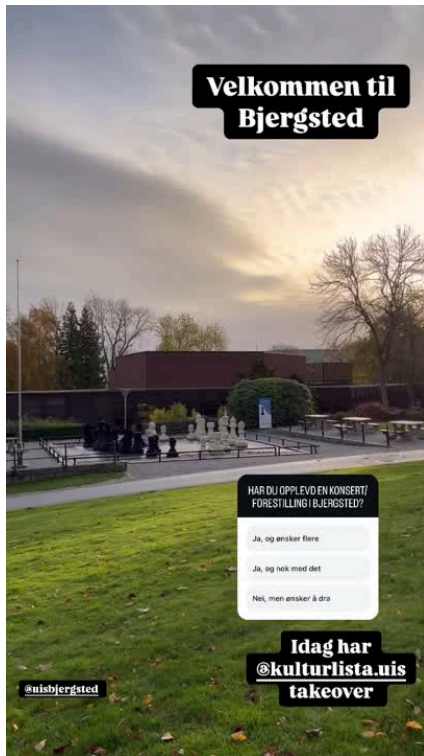 Velkommen til
Bjergsted
HAR DU OPPLEVD EN KONSERT/
FORESTILLING I BJERGSTED?
Ja, og ønsker flere
Ja, og nok med det
Nei, men ønsker å dra
Idag har
@kulturlista.uis
takeover
@uisbjergsted